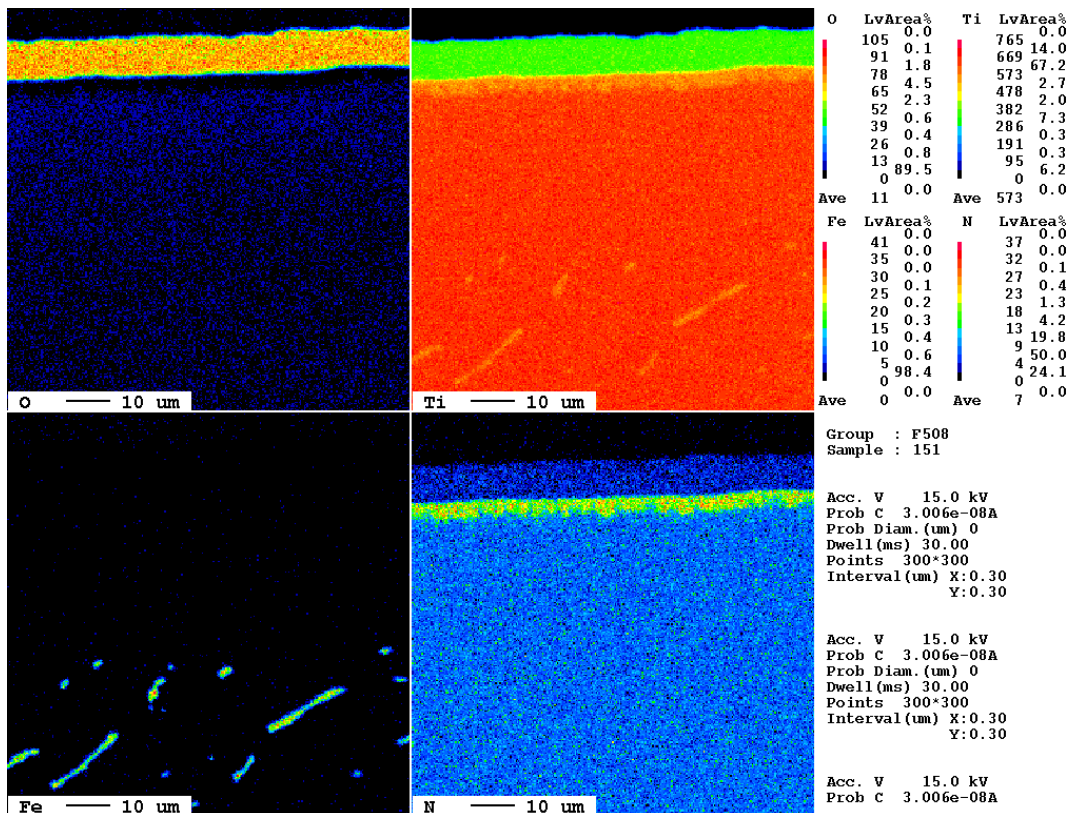 O LvArea% Ti LvArea%
0.0 0.0
105 765
0.1 14.0
91 669
1.8 67.2
78 573
4.5 2.7
65 478
2.3 2.0
52 382
0.6 7.3
39 286
0.4 0.3
26 191
0.8 0.3
13 95
89.5 6.2
0 0
0.0 0.0
Ave 11 Ave 573
Fe LvArea% N LvArea%
0.0 0.0
41 37
0.0 0.0
35 32
0.0 0.1
30 27
0.1 0.4
25 23
0.2 1.3
20 18
0.3 4.2
15 13
0.4 19.8
10 9
0.6 50.0
5 4
98.4 24.1
0 0
0.0 0.0
Ave 0 Ave 7
O 10 um
Ti 10 um
Fe 10 um
N 10 um
Group : F508
Sample : 151
Acc. V 15.0 kV
Prob C 3.006e-08A
Prob Diam.(um) 0
Dwell(ms) 30.00
Points 300*300
Interval(um) X:0.30
Y:0.30
Acc. V 15.0 kV
Prob C 3.006e-08A
Prob Diam.(um) 0
Dwell(ms) 30.00
Points 300*300
Interval(um) X:0.30
Y:0.30
Acc. V 15.0 kV
Prob C 3.006e-08A